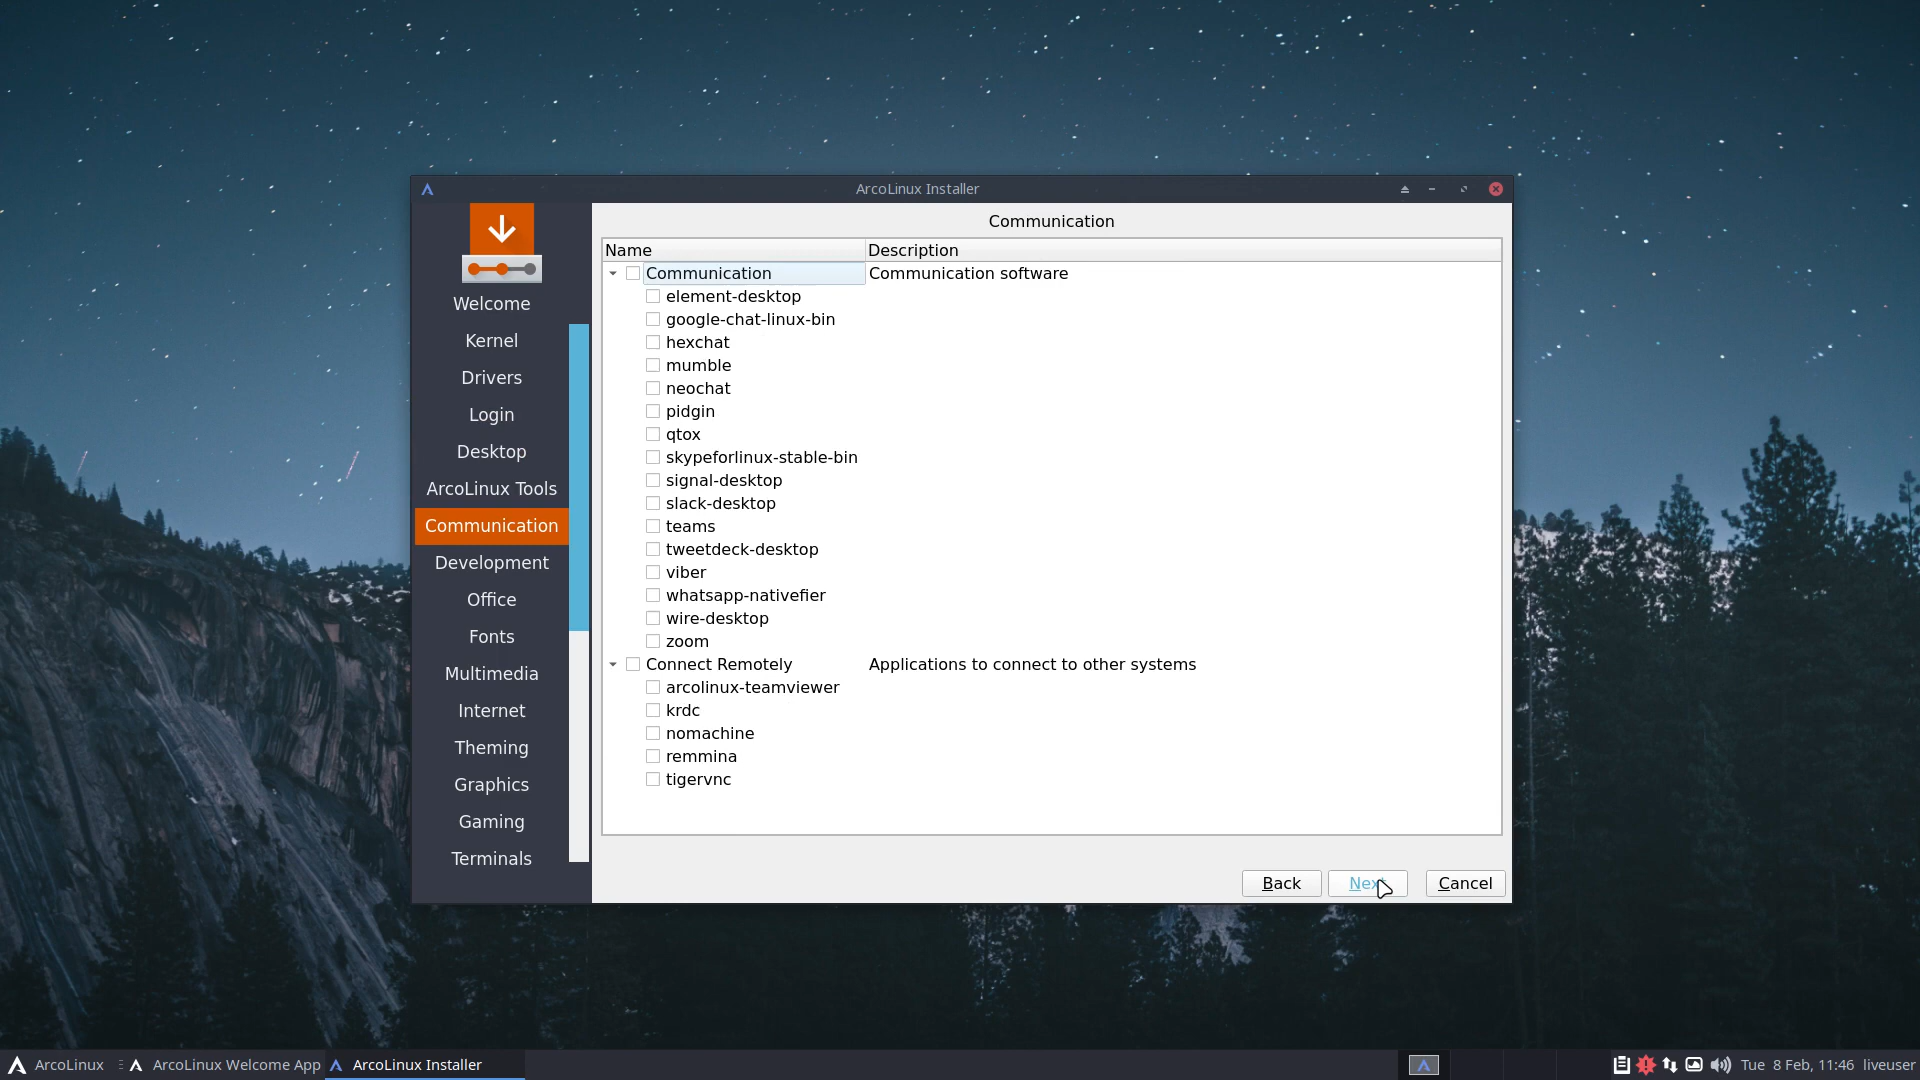 ArcoLinux Installer
Communication
Name Description
Communication Communication software
element-desktop
google-chat-linux-bin
hexchat
mumble
neochat
pidgin
qtox
skypeforlinux-stable-bin
signal-desktop
slack-desktop
teams
tweetdeck-desktop
viber
whatsapp-nativefier
wire-desktop
zoom
Connect Remotely Applications to connect to other systems
arcolinux-teamviewer
krdc
nomachine
remmina
tigervnc
Welcome
Kernel
Drivers
Login
Desktop
ArcoLinux Tools
Communication
Development
Office
Fonts
Multimedia
Internet
Theming
Graphics
Gaming
Terminals
Back Next Cancel
ArcoLinux ArcoLinux Welcome App ArcoLinux Installer Tue 8 Feb, 11:46 liveuser